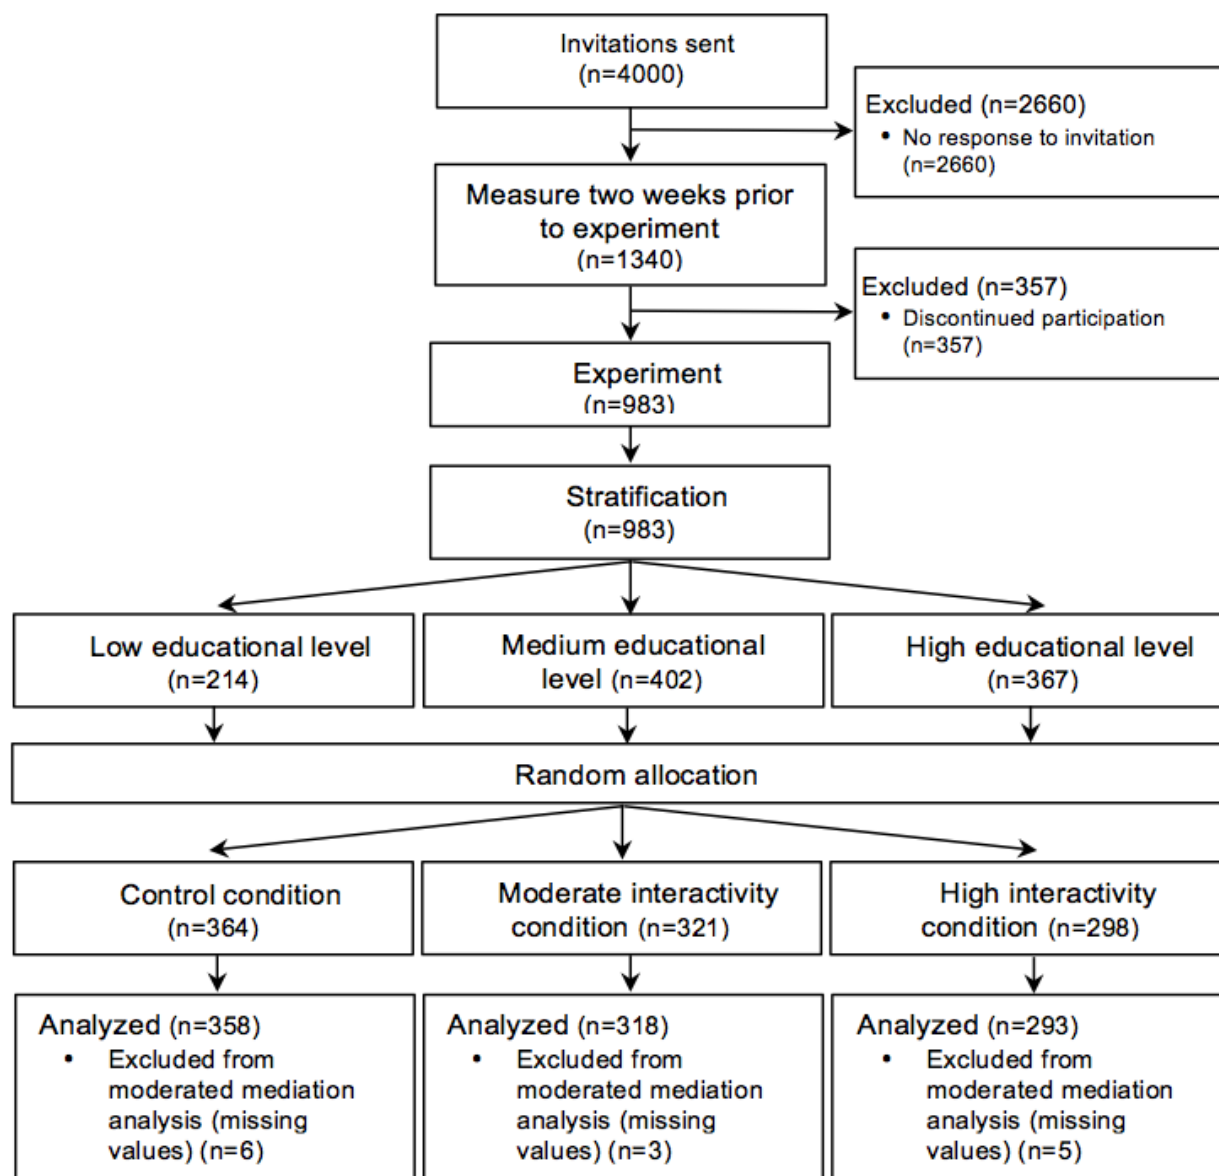 Invitations sent
(n=4000)
Excluded (n=2660)
• No response to invitation
(n=2660)
Measure two weeks prior
to experiment
(n=1340)
Excluded (n=357)
• Discontinued participation
(n=357)
Experiment
(n=983)
Stratification
(n=983)
Low educational level
(n=214)
Medium educational
level (n=402)
High educational level
(n=367)
Random allocation
Control condition
(n=364)
Moderate interactivity
condition (n=321)
High interactivity
condition (n=298)
Analyzed (n=358)
• Excluded from
moderated mediation
analysis (missing
values) (n=6)
Analyzed (n=318)
• Excluded from
moderated mediation
analysis (missing
values) (n=3)
Analyzed (n=293)
• Excluded from
moderated mediation
analysis (missing
values) (n=5)